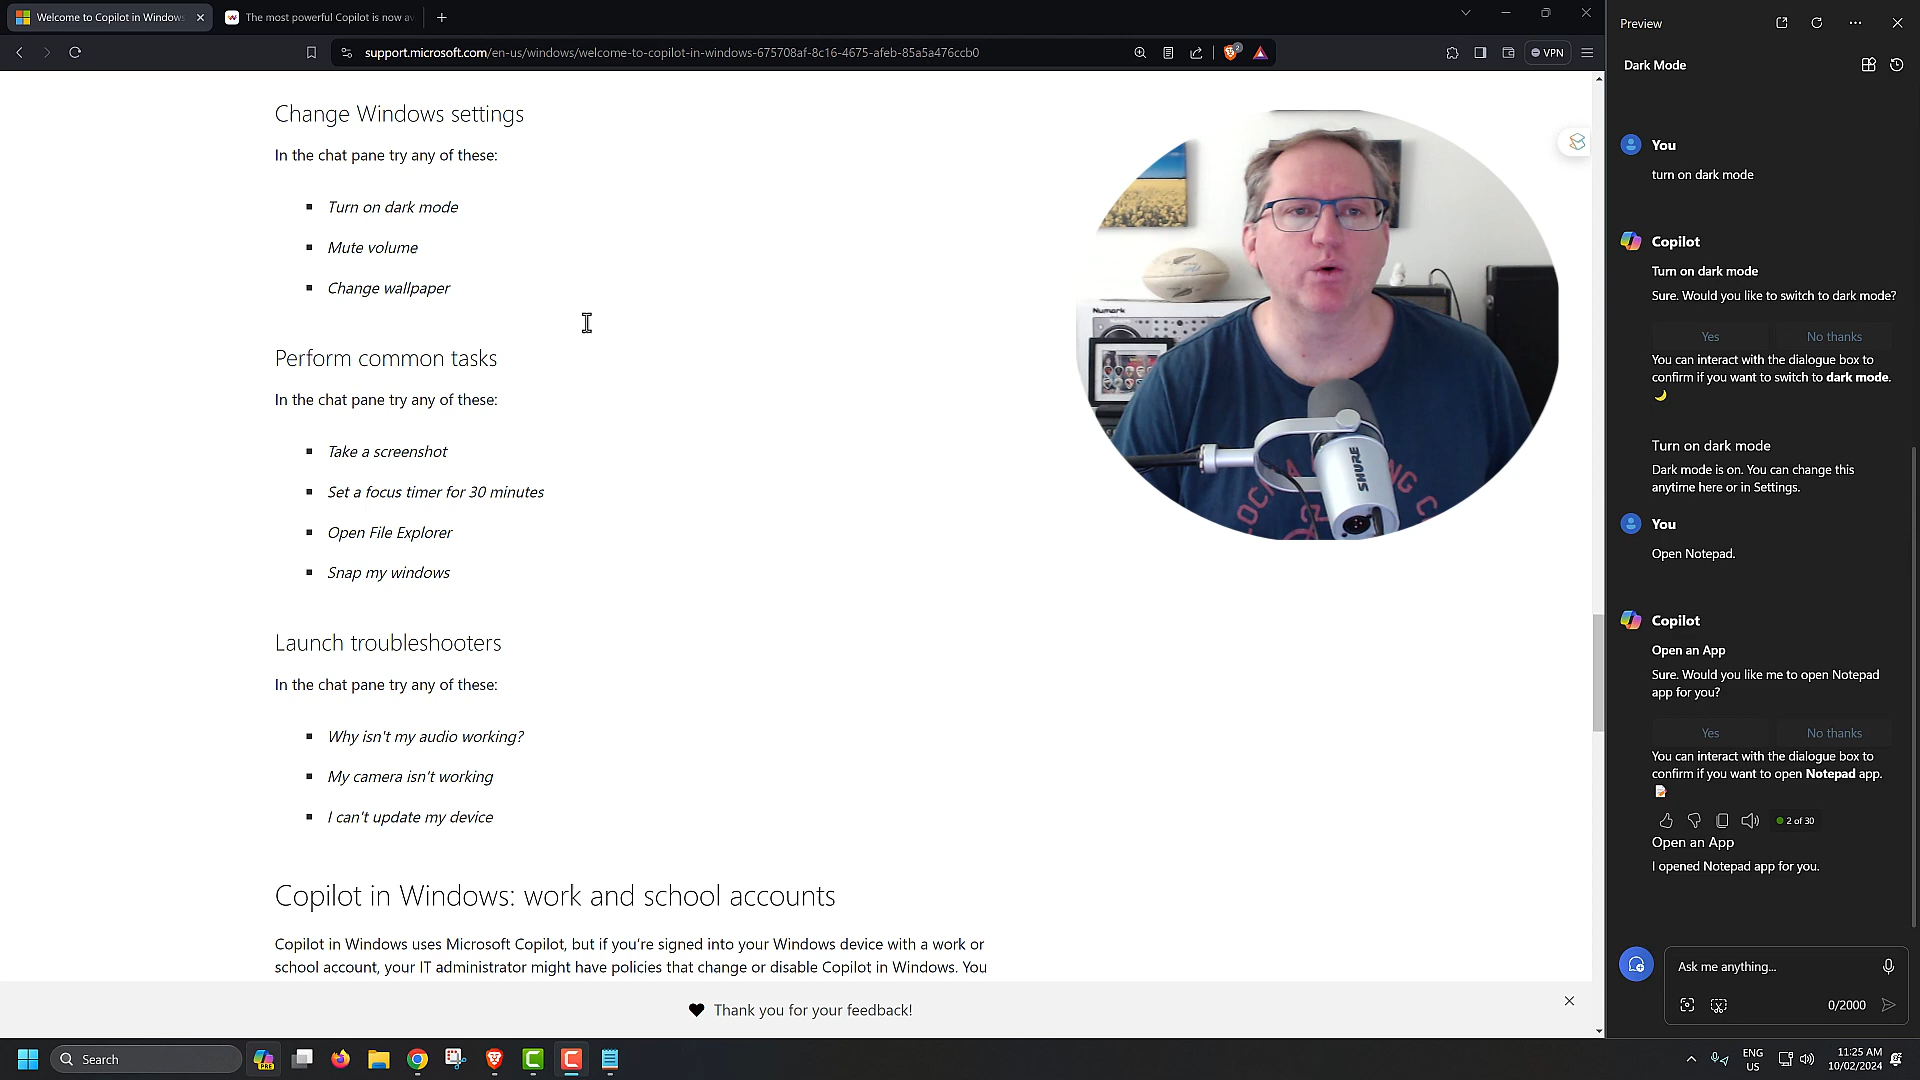 Welcome to Copilot in Windows
The most powerful Copilot is now av
support.microsoft.com/en-us/windows/welcome-to-copilot-in-windows-675708af-8c16-4675-afeb-85a5a476ccb0
2
VPN
Change Windows settings
In the chat pane try any of these:
Turn on dark mode
Mute volume
Change wallpaper
Perform common tasks
In the chat pane try any of these:
Take a screenshot
Set a focus timer for 30 minutes
Open File Explorer
Snap my windows
Launch troubleshooters
In the chat pane try any of these:
Why isn't my audio working?
My camera isn't working
I can't update my device
Copilot in Windows: work and school accounts
Copilot in Windows uses Microsoft Copilot, but if you're signed into your Windows device with a work or
school account, your IT administrator might have policies that change or disable Copilot in Windows. You
Thank you for your feedback!
Numark
SHURE
Preview
Dark Mode
You
turn on dark mode
Copilot
Turn on dark mode
Sure. Would you like to switch to dark mode?
Yes
No thanks
You can interact with the dialogue box to
confirm if you want to switch to dark mode.
Turn on dark mode
Dark mode is on. You can change this
anytime here or in Settings.
You
Open Notepad.
Copilot
Open an App
Sure. Would you like me to open Notepad
app for you?
Yes
No thanks
You can interact with the dialogue box to
confirm if you want to open Notepad app.
2 of 30
Open an App
I opened Notepad app for you.
Ask me anything...
0/2000
Search
PRE
ENG
US
11:25 AM
10/02/2024